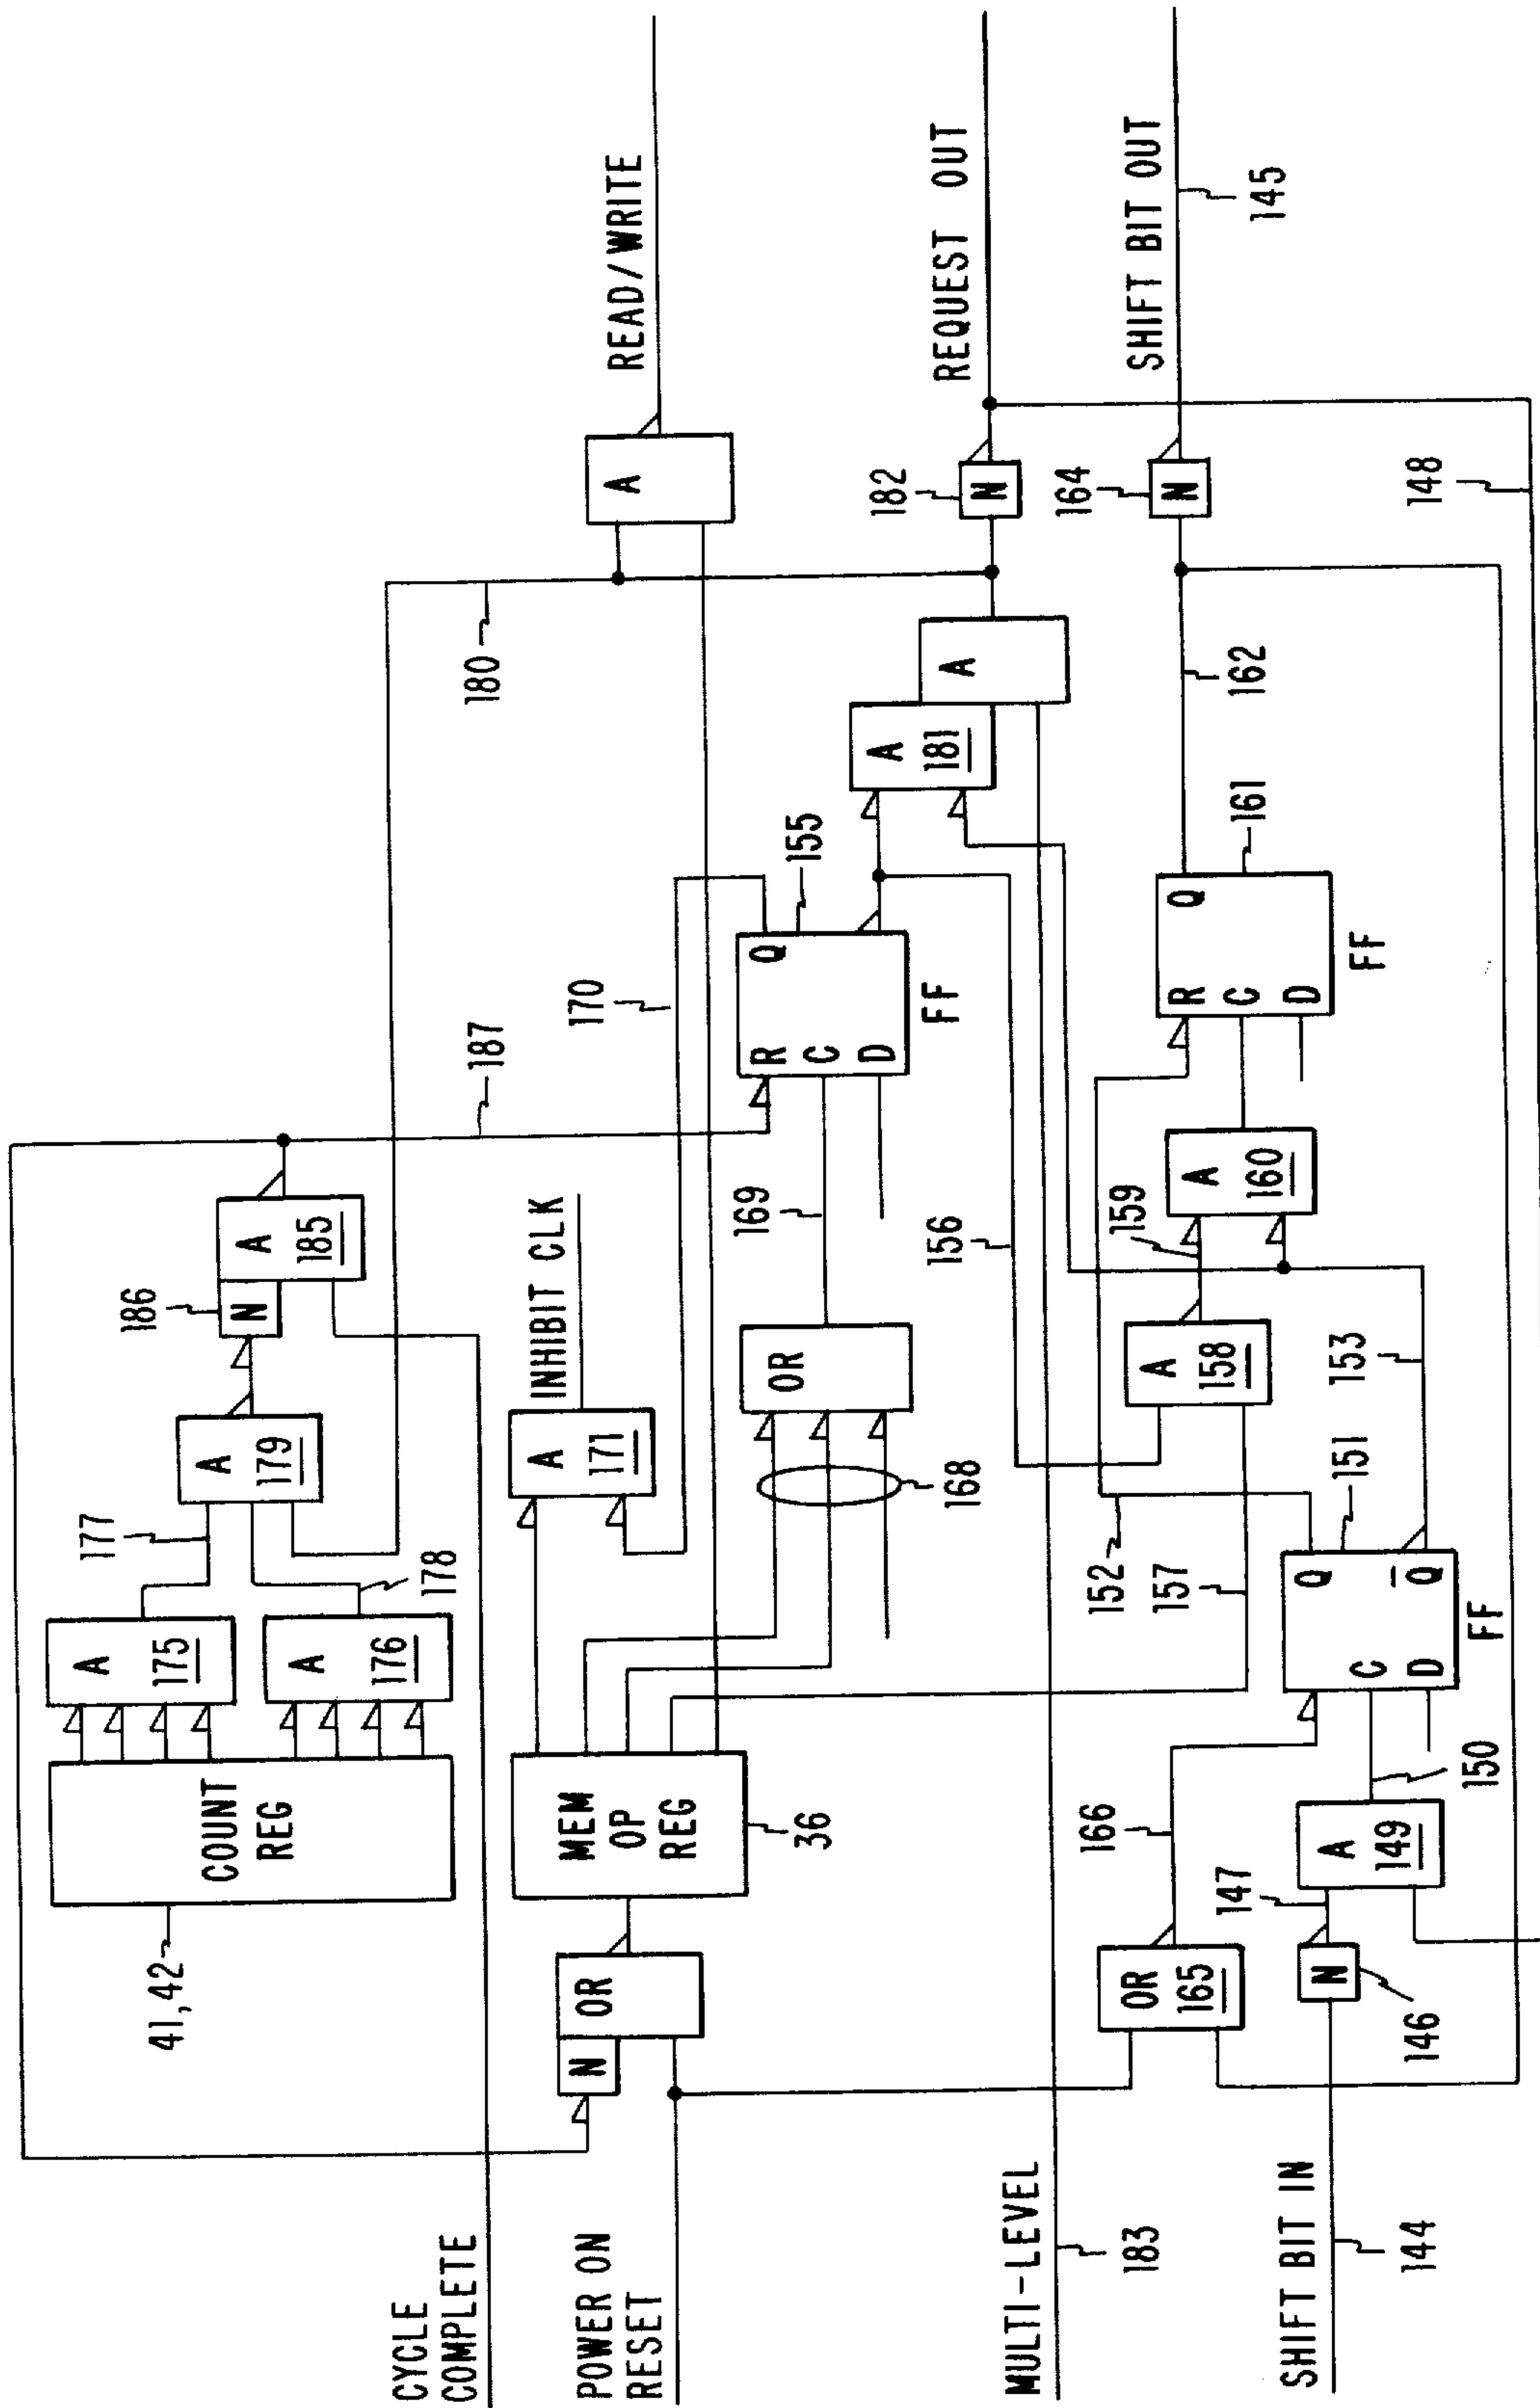 41, 42
COUNT
REG
A
175
A
176
177
178
A
179
186
N
A
185
187
180
CYCLE
COMPLETE
POWER ON
RESET
N
OR
MEM
OP
REG
36
A
171
INHIBIT CLK
170
168
OR
169
R
C
D
Q
155
FF
A
READ/WRITE
MULTI-LEVEL
183
156
A
181
A
182
N
REQUEST OUT
SHIFT BIT IN
144
OR
165
166
N
146
147
A
149
150
C
D
Q
Q̅
151
FF
152
157
153
A
158
159
A
160
R
C
D
Q
161
FF
162
164
N
SHIFT BIT OUT
145
148